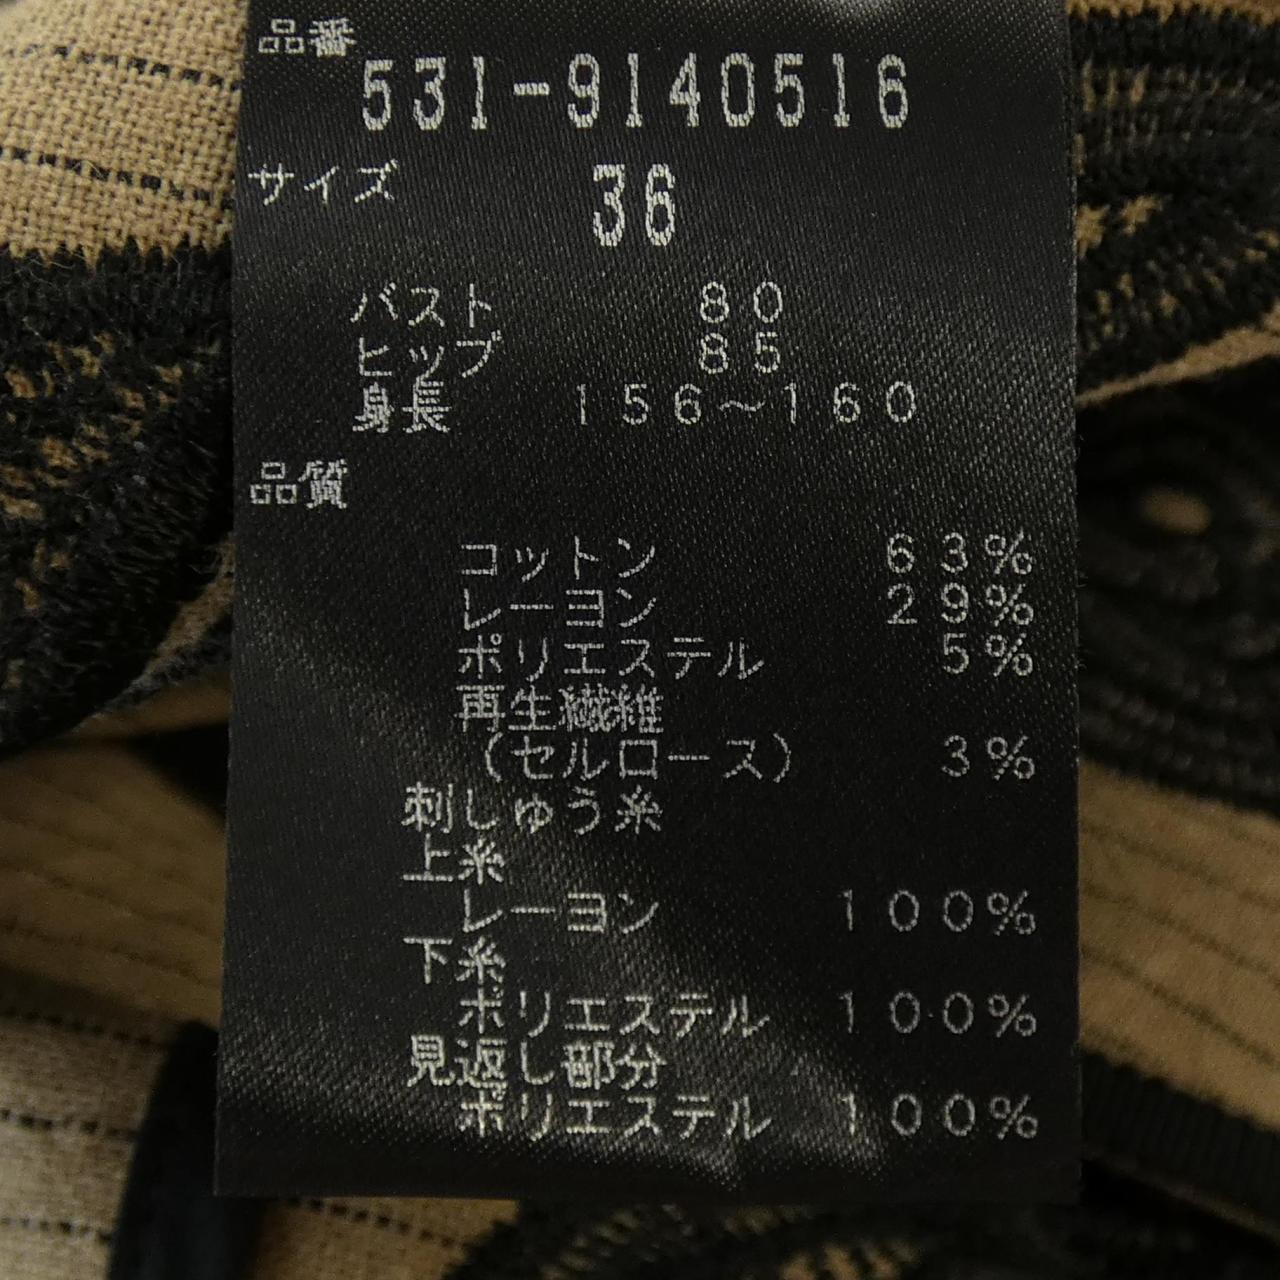 品番
531-9140516
サイズ 36
バスト 80
ヒップ 85
身長 156~160
品質
コットン 63%
レーヨン 29%
ポリエステル 5%
再生繊維
(セルロース) 3%
刺しゅう糸
上糸
レーヨン 100%
下糸
ポリエステル 100%
見返し部分
ポリエステル 100%